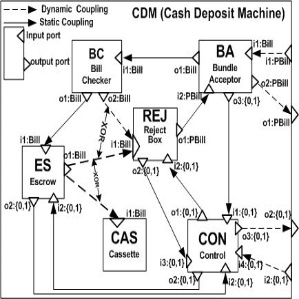 Dynamic Coupling
CDM (Cash Deposit Machine)
Static Coupling
Input port
output port
BC
Bill
Checker
i1:Bill
o1:Bill
BA
Bundle
Acceptor
i1:Bill
i1:PBill
o2:PBill
o1:Bill
o2:Bill
i2:PBill
o3:{0,1}
XOR
REJ
Reject
Box
o1:PBill
o1:PBill
i1:Bill
i1:Bill
ES
Escrow
o1:Bill
o2:{0,1}
i2:{0,1}
XOR
i1:Bill
CAS
Cassette
o2:{0,1}
i2:{0,1}
o1:{0,1}
i1:{0,1}
CON
Control
o3:{0,1}
i3:{0,1}
i4:{0,1}
o2:{0,1}
i2:{0,1}